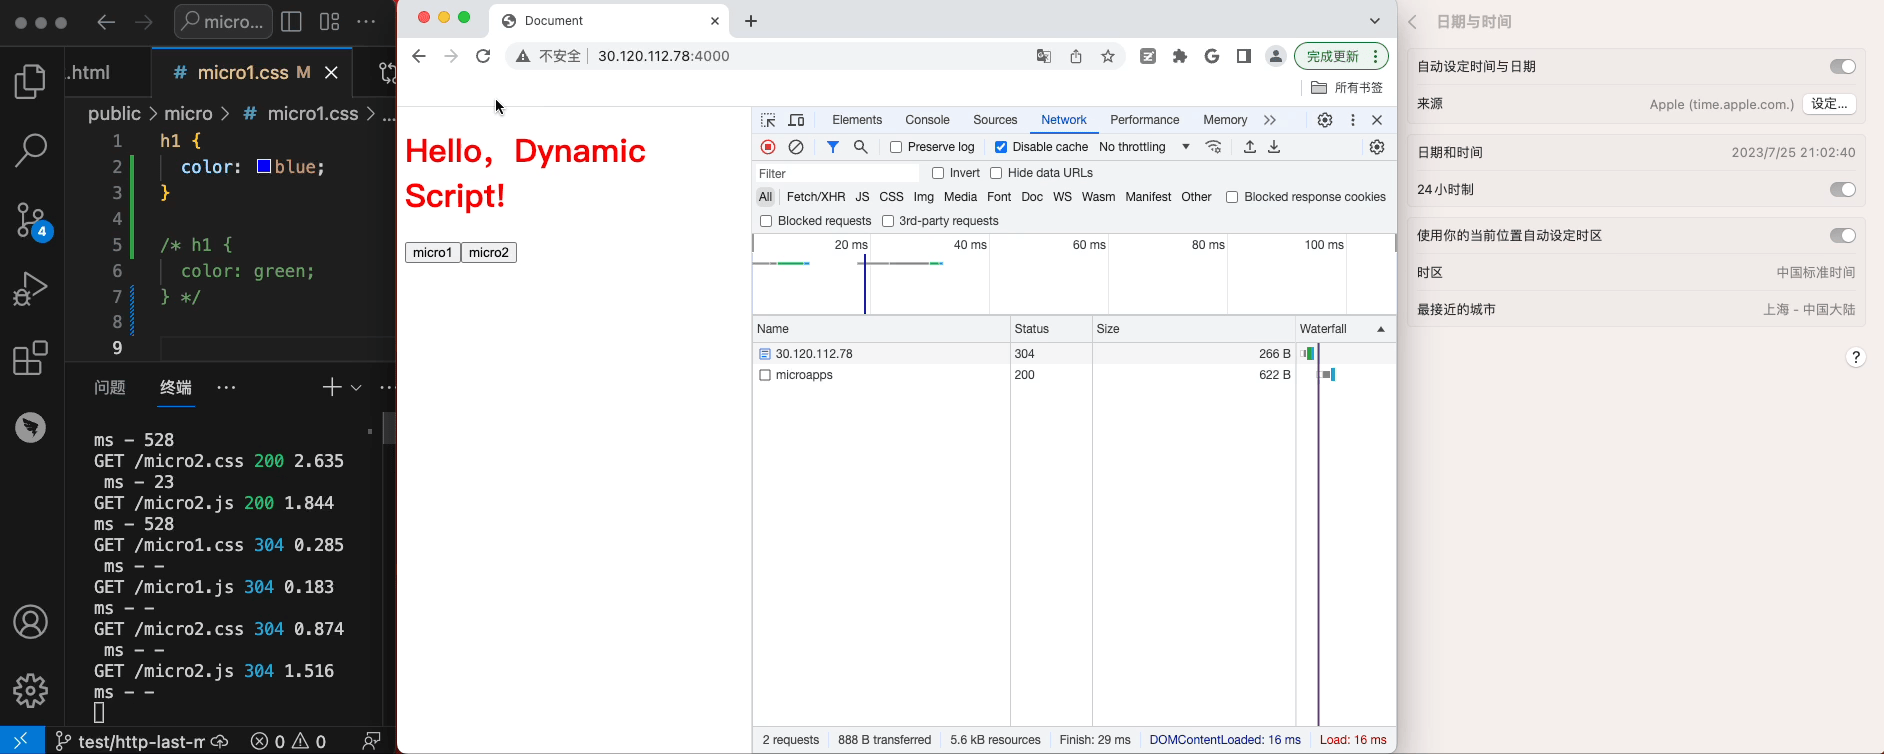 micro...
.html
# micro1.css M
public > micro > # micro1.css > ...
1 h1 {
2 color: blue;
3 }
4
5 /* h1 {
6 color: green;
7 } */
8
9
4
问题 终端 ...
ms - 528
GET /micro2.css 200 2.635
ms - 23
GET /micro2.js 200 1.844
ms - 528
GET /micro1.css 304 0.285
ms - -
GET /micro1.js 304 0.183
ms - -
GET /micro2.css 304 0.874
ms - -
GET /micro2.js 304 1.516
ms - -
test/http-last-m 0 0
Document
不安全 30.120.112.78:4000
完成更新
所有书签
Hello, Dynamic
Script!
micro1 micro2
Elements Console Sources Network Performance Memory
Preserve log Disable cache No throttling
Filter Invert Hide data URLs
All Fetch/XHR JS CSS Img Media Font Doc WS Wasm Manifest Other Blocked response cookies
Blocked requests 3rd-party requests
20 ms 40 ms 60 ms 80 ms 100 ms
Name Status Size Waterfall
30.120.112.78 304 266 B
microapps 200 622 B
2 requests 888 B transferred 5.6 kB resources Finish: 29 ms DOMContentLoaded: 16 ms Load: 16 ms
日期与时间
自动设定时间与日期
来源 Apple (time.apple.com.) 设定...
日期和时间 2023/7/25 21:02:40
24小时制
使用你的当前位置自动设定时区
时区 中国标准时间
最接近的城市 上海 - 中国大陆
?